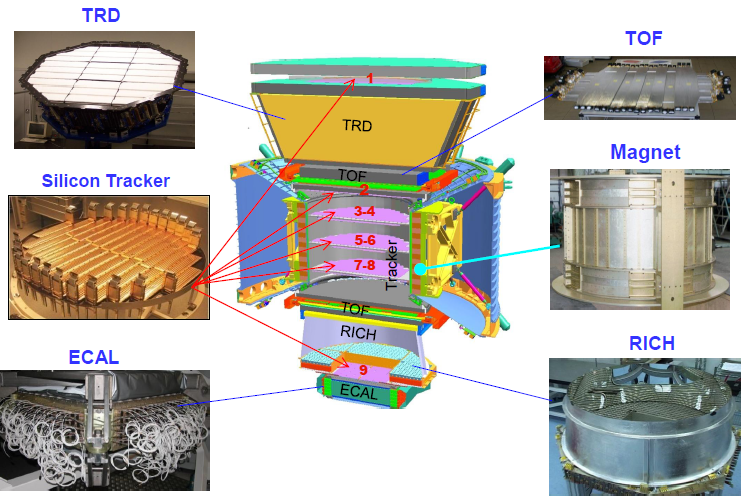 TRD
TOF
1
TRD
Magnet
TOF
Silicon Tracker
2
3-4
5-6
Tracker
7-8
TOF
RICH
ECAL
RICH
9
ECAL